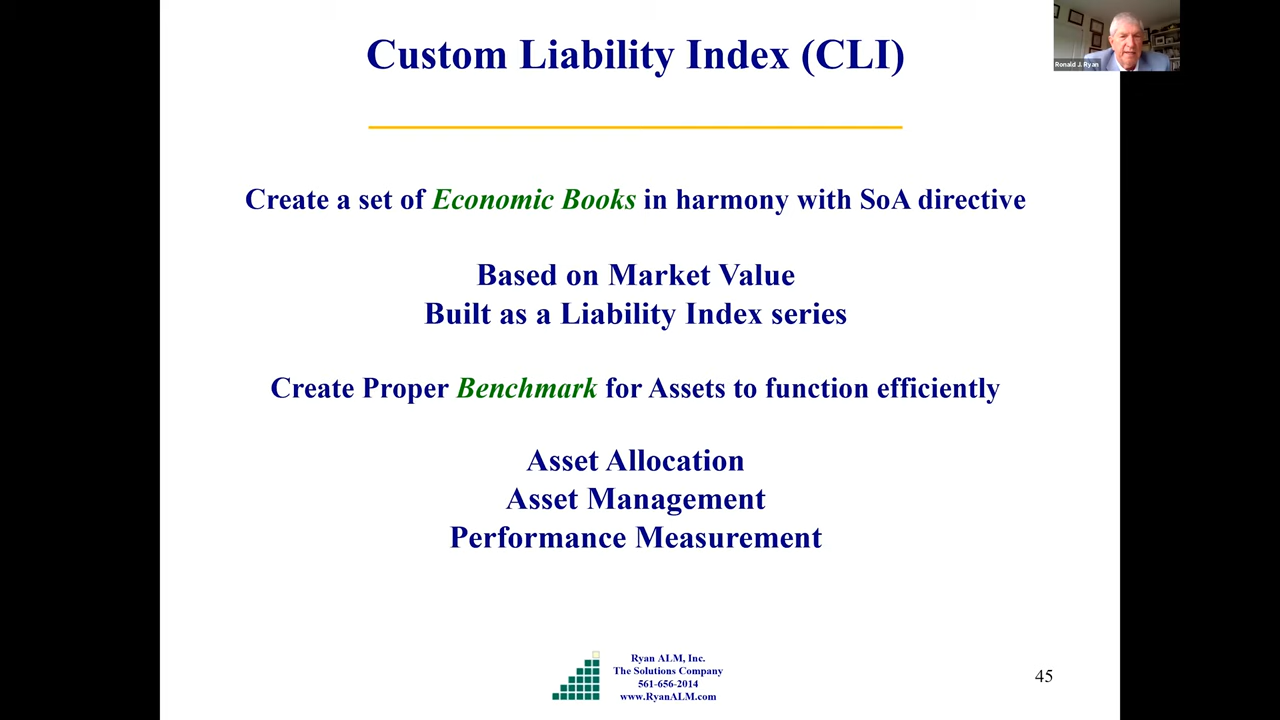 Custom Liability Index (CLI)
Ronald J. Ryan
Create a set of Economic Books in harmony with SoA directive
Based on Market Value
Built as a Liability Index series
Create Proper Benchmark for Assets to function efficiently
Asset Allocation
Asset Management
Performance Measurement
Ryan ALM, Inc.
The Solutions Company
561-656-2014
www.RyanALM.com
45